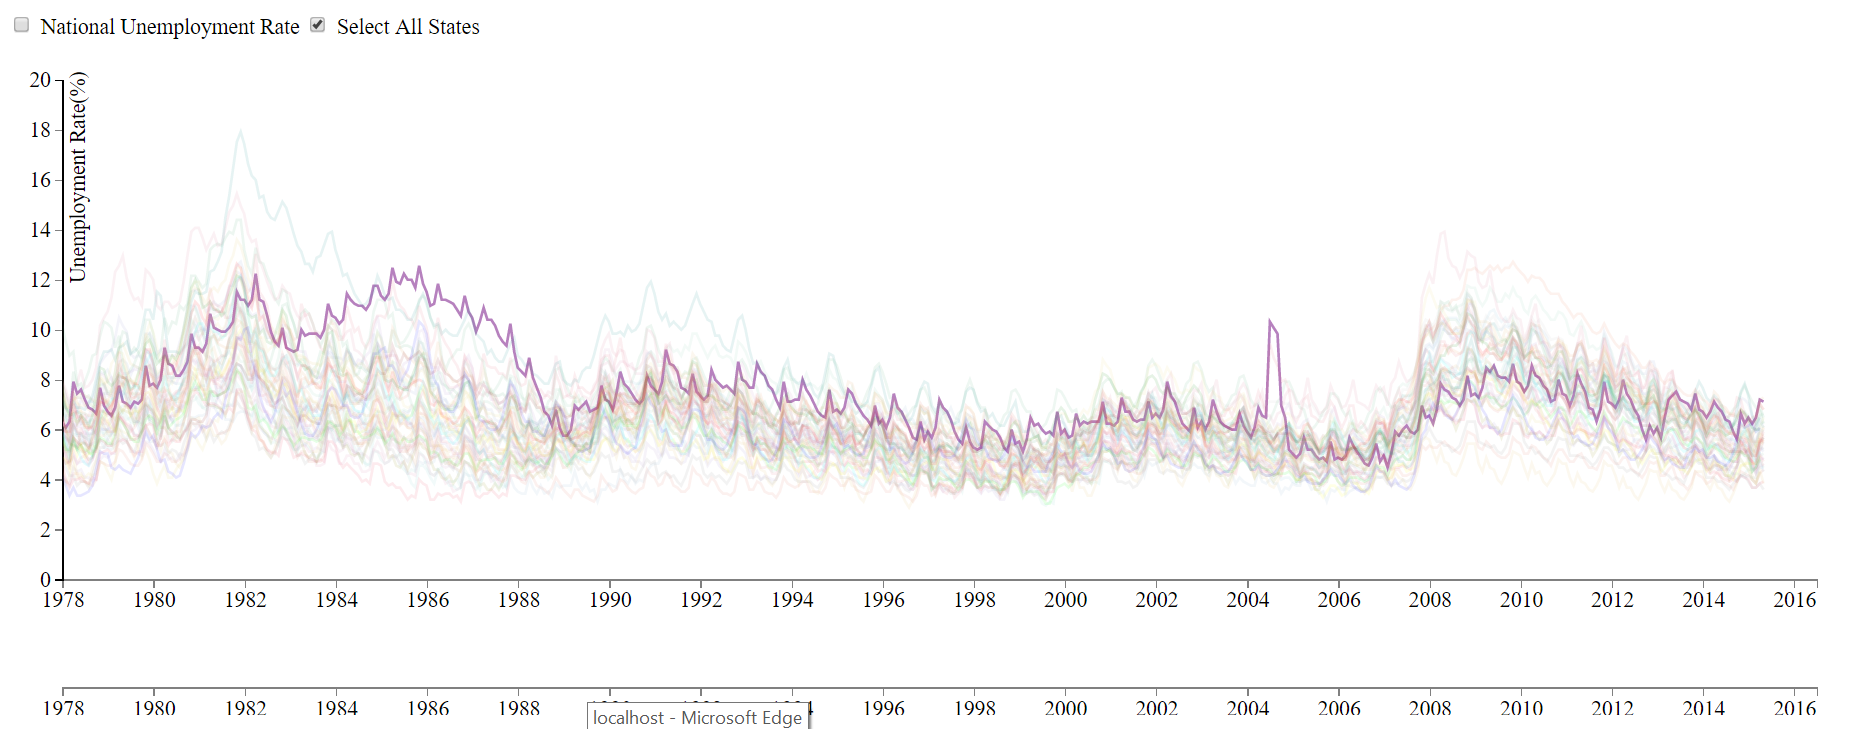 National Unemployment Rate Select All States
Unemployment Rate(%)
20
18
16
14
12
10
8
6
4
2
0
1978 1980 1982 1984 1986 1988 1990 1992 1994 1996 1998 2000 2002 2004 2006 2008 2010 2012 2014 2016
1978 1980 1982 1984 1986 1988 1996 1998 2000 2002 2004 2006 2008 2010 2012 2014 2016
localhost - Microsoft Edge